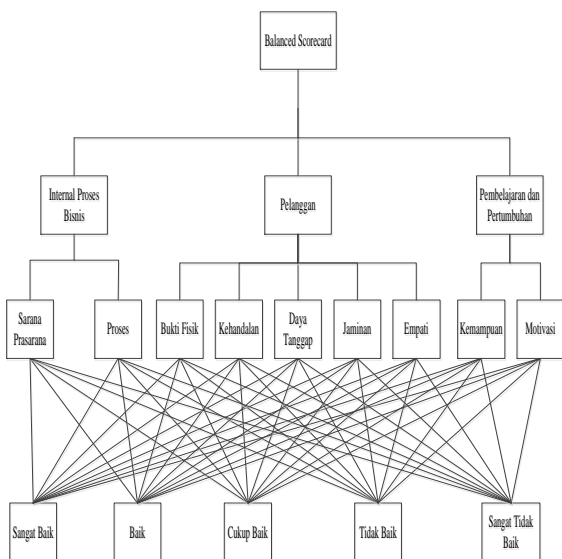 Balanced Scorecard
Internal Proses
Bisnis
Pelanggan
Pembelajaran dan
Pertumbuhan
Sarana
Prasarana
Proses
Bukti Fisik
Kehandalan
Daya
Tanggap
Jaminan
Empati
Kemampuan
Motivasi
Sangat Baik
Baik
Cukup Baik
Tidak Baik
Sangat Tidak
Baik